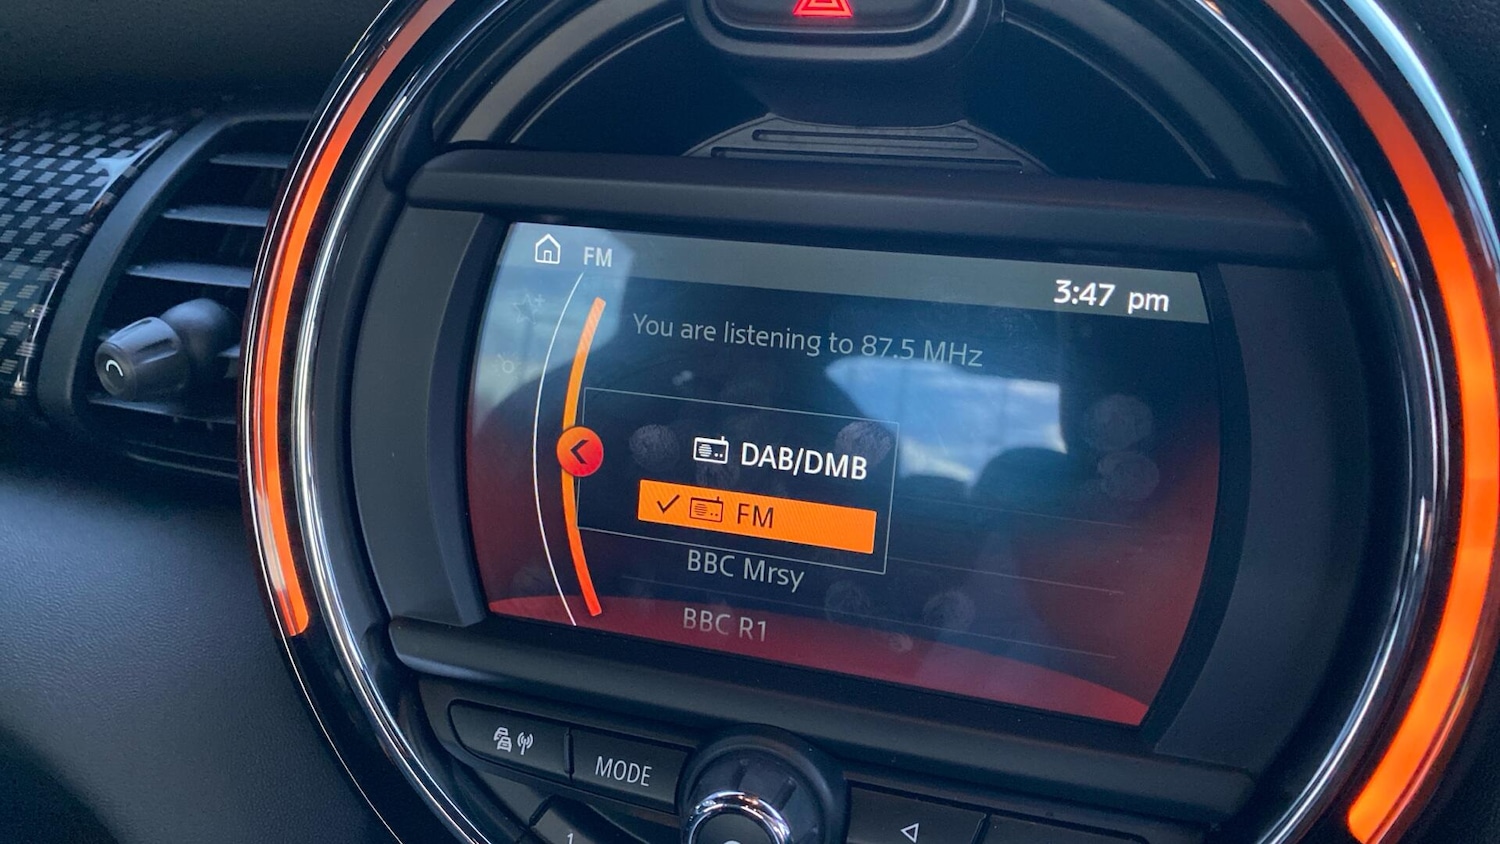 FM
3:47 pm
You are listening to 87.5 MHz
DAB/DMB
FM
BBC Mrsy
BBC R1
MODE
1